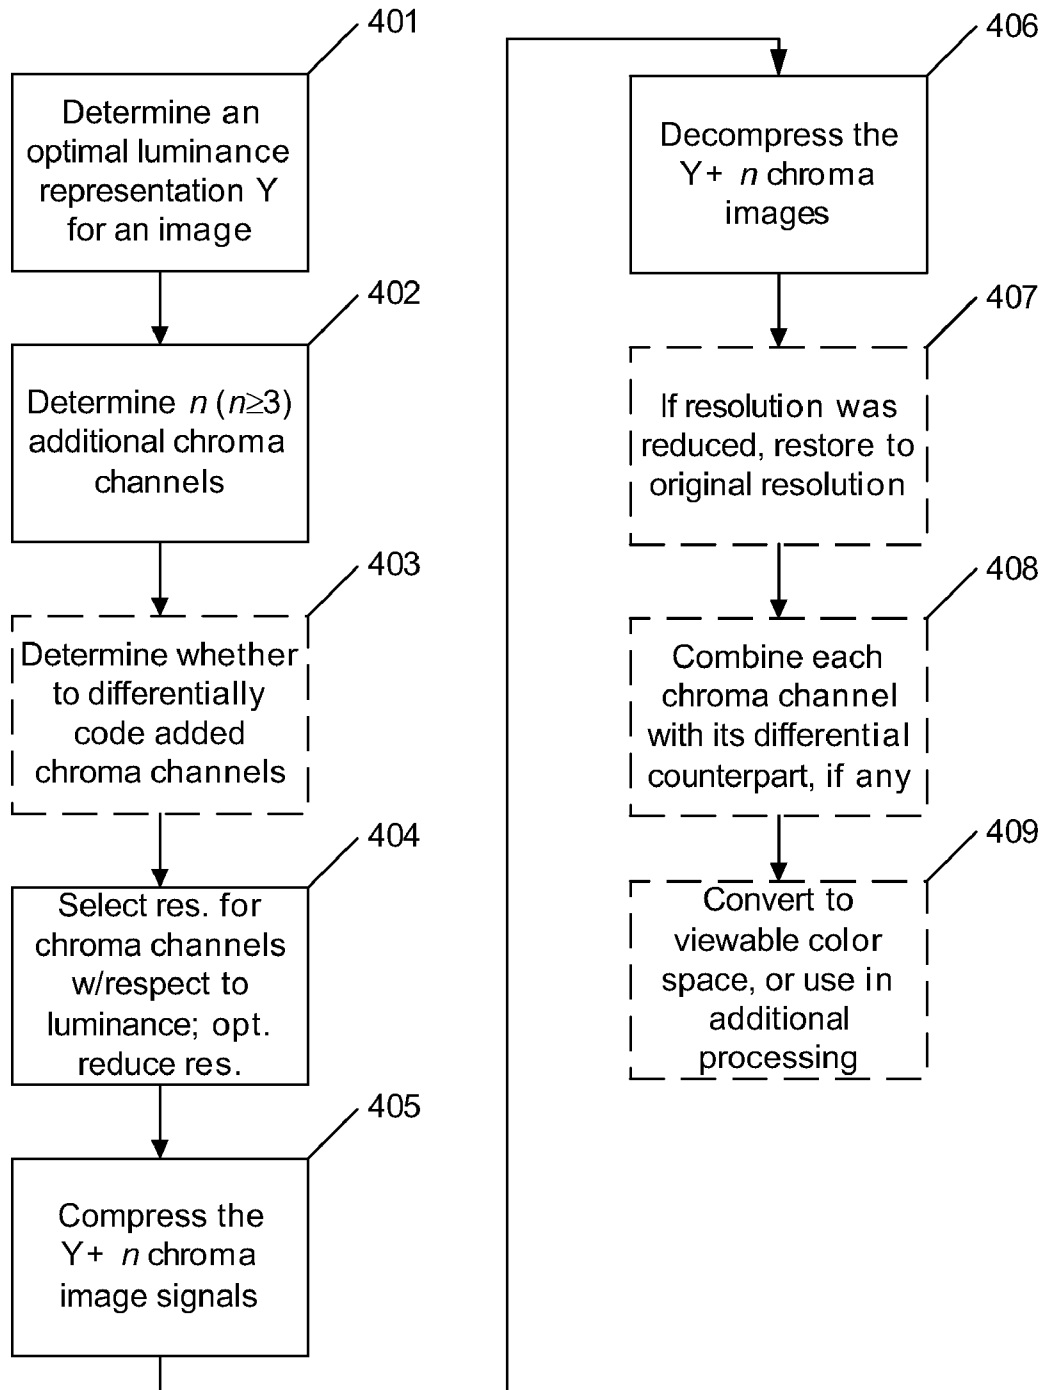 401
Determine an
optimal luminance
representation Y
for an image
402
Determine n (n≥3)
additional chroma
channels
403
Determine whether
to differentially
code added
chroma channels
404
Select res. for
chroma channels
w/respect to
luminance; opt.
reduce res.
405
Compress the
Y+ n chroma
image signals
406
Decompress the
Y+ n chroma
images
407
If resolution was
reduced, restore to
original resolution
408
Combine each
chroma channel
with its differential
counterpart, if any
409
Convert to
viewable color
space, or use in
additional
processing